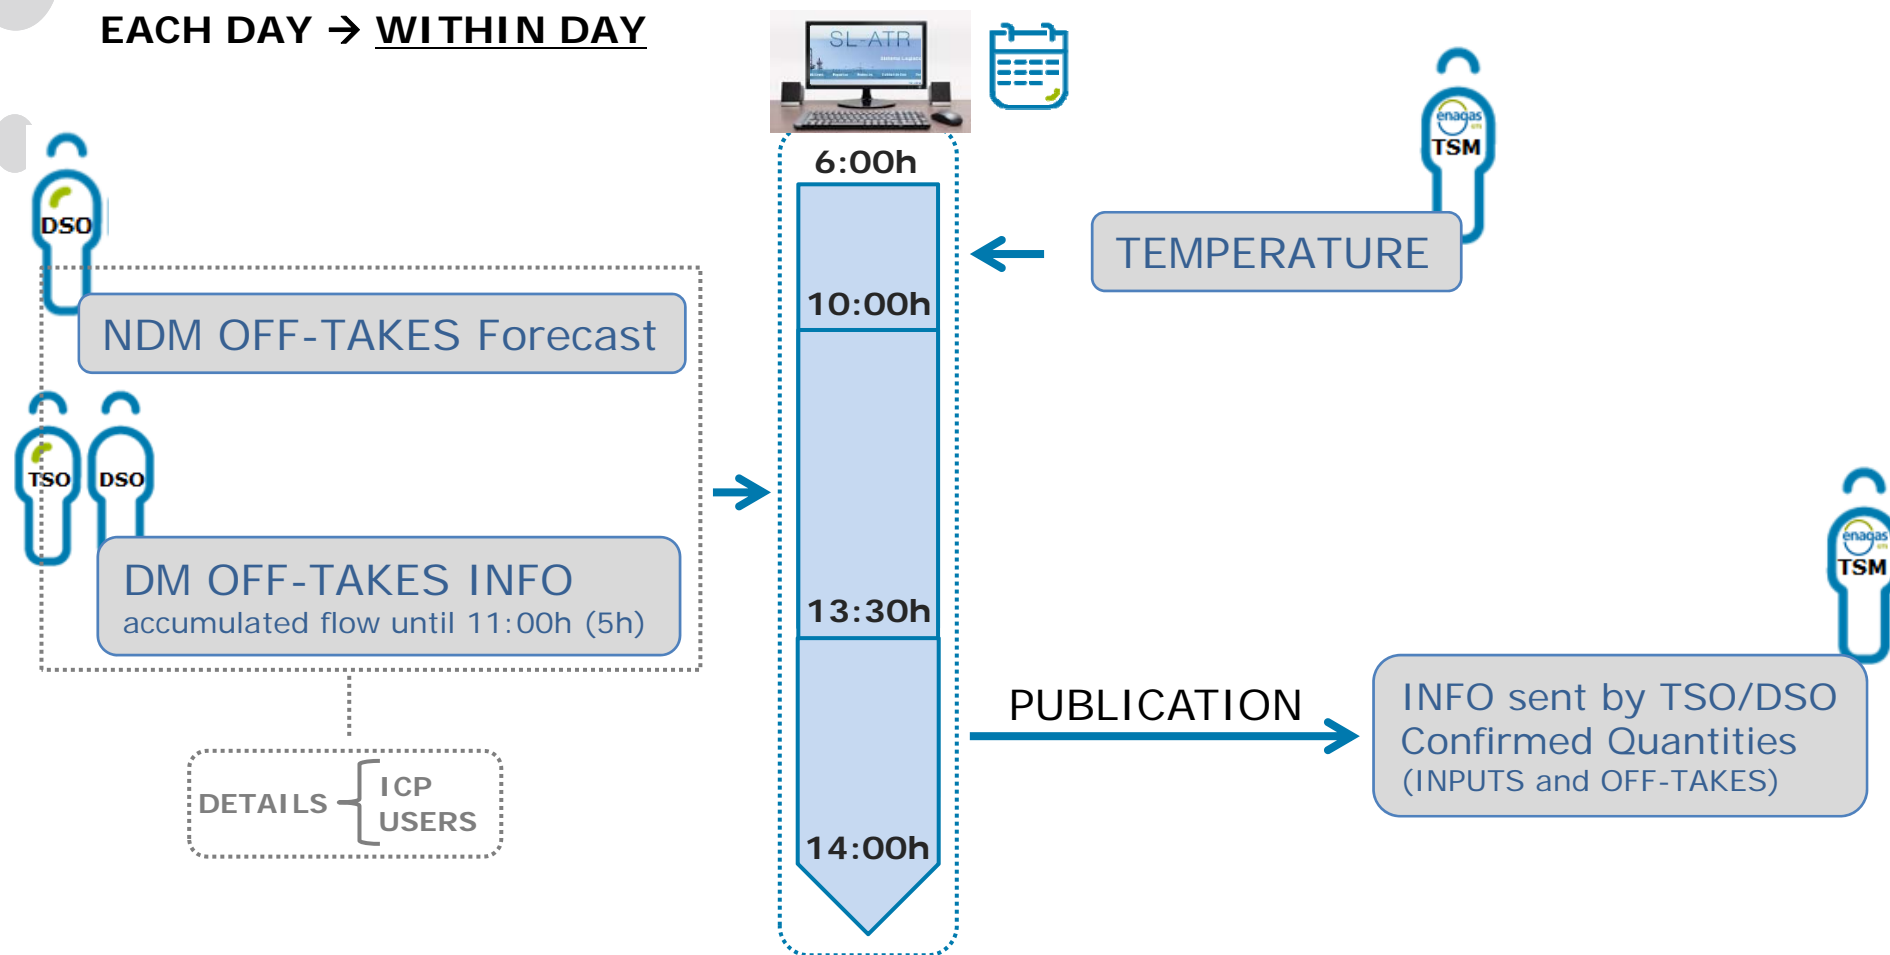 EACH DAY → WITHIN DAY
SL-ATR
6:00h
enagas
TSM
DSO
TEMPERATURE
10:00h
NDM OFF-TAKES Forecast
TSO
DSO
DM OFF-TAKES INFO
accumulated flow until 11:00h (5h)
13:30h
enagas
TSM
PUBLICATION
INFO sent by TSO/DSO
Confirmed Quantities
(INPUTS and OFF-TAKES)
DETAILS
ICP
USERS
14:00h